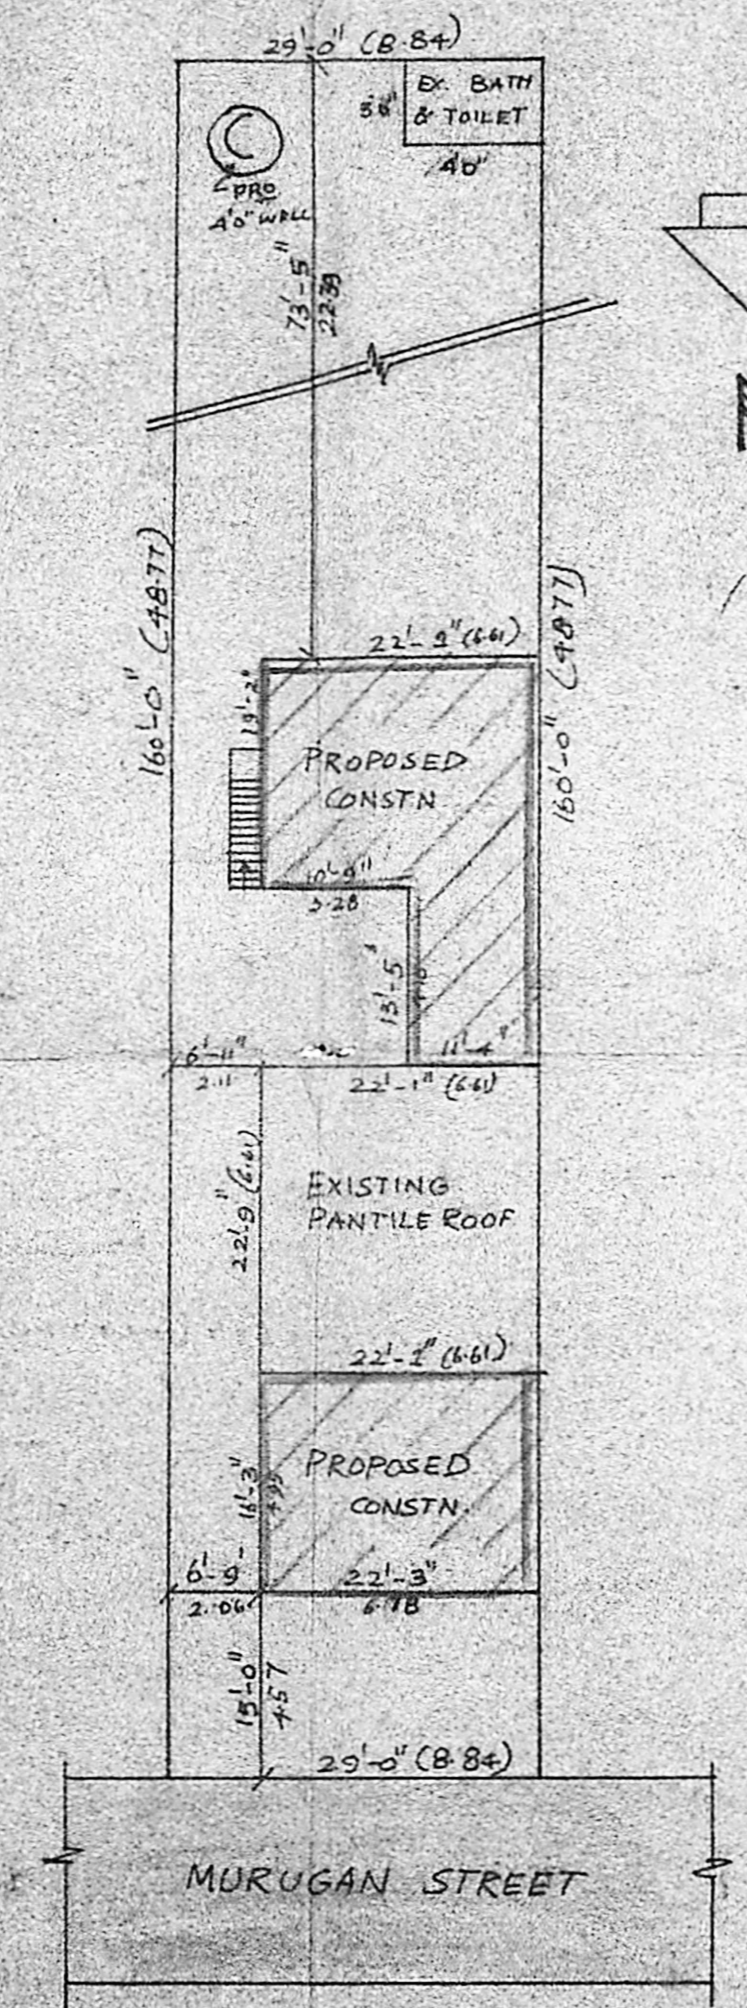 29'-0" (8.84)
EX. BATH
& TOILET
4'0"
PRO
4'0" WELL
73'-5"
22.39
160'-0" (48.77)
160'-0" (48.77)
22'-9" (6.61)
19'-2"
PROPOSED
CONSTN
10'-9"
3.28
13'-5"
11'-4"
6'-11"
2.11
22'-1" (6.61)
22'-9" (6.61)
EXISTING
PANTILE ROOF
22'-1" (6.61)
PROPOSED
CONSTN.
16'-3"
6'-9"
2.06
22'-3"
6.78
15'-0"
4.57
29'-0" (8.84)
MURUGAN STREET